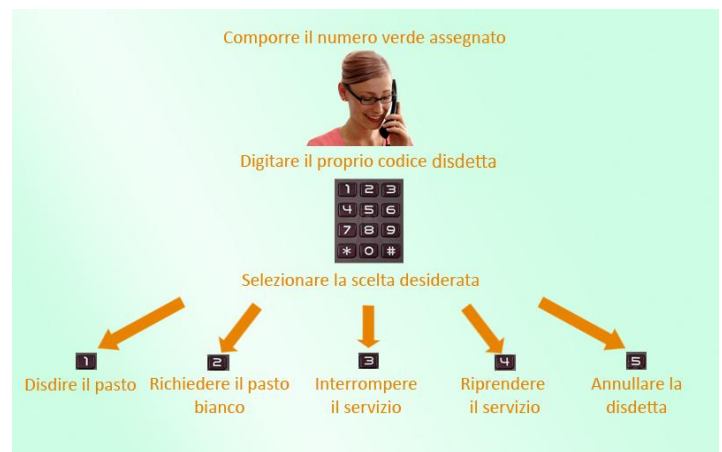 Comporre il numero verde assegnato
Digitare il proprio codice disdetta
1 2 3
4 5 6
7 8 9
* 0 #
Selezionare la scelta desiderata
1 2 3 4 5
Disdire il pasto
Richiedere il pasto
bianco
Interrompere
il servizio
Riprendere
il servizio
Annullare la
disdetta